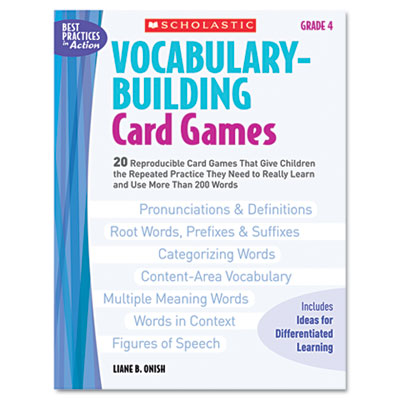 BEST
PRACTICES
in Action
SCHOLASTIC
GRADE 4
VOCABULARY-
BUILDING
Card Games
20 Reproducible Card Games That Give Children
the Repeated Practice They Need to Really Learn
and Use More Than 200 Words
Pronunciations & Definitions
Root Words, Prefixes & Suffixes
Categorizing Words
Content-Area Vocabulary
Multiple Meaning Words
Words in Context
Figures of Speech
Includes
Ideas for
Differentiated
Learning
LIANE B. ONISH